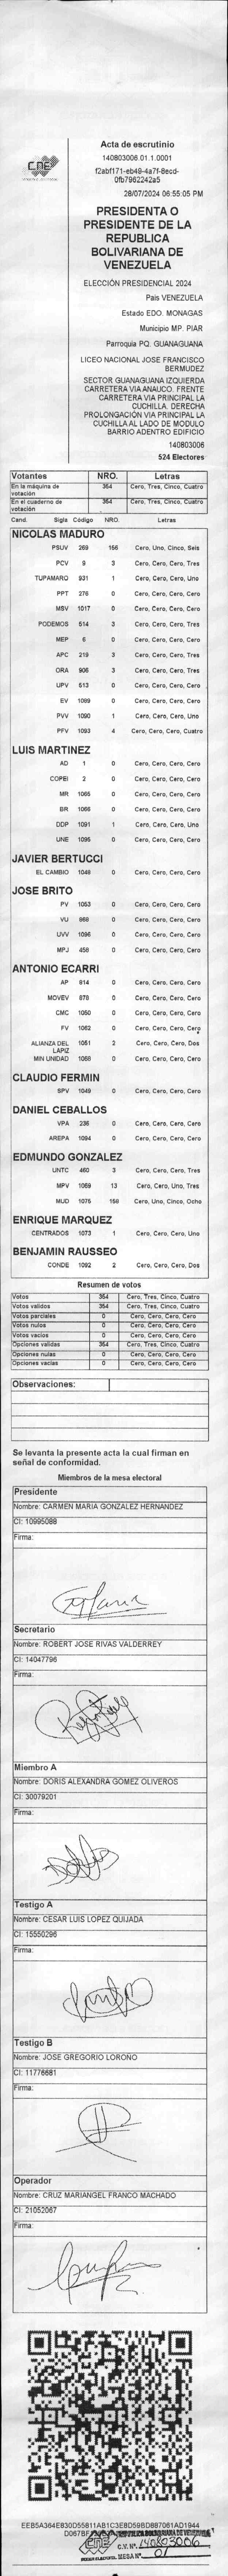 CNE
Acta de escrutinio
140803006.01.1.0001
f2abf171-eb48-4a7f-8ecd-
0fb7962242a5
28/07/2024 06:55:05 PM
PRESIDENTA O
PRESIDENTE DE LA
REPUBLICA
BOLIVARIANA DE
VENEZUELA
ELECCIÓN PRESIDENCIAL 2024
País VENEZUELA
Estado EDO. MONAGAS
Municipio MP. PIAR
Parroquia PQ. GUANAGUANA
LICEO NACIONAL JOSE FRANCISCO
BERMUDEZ
SECTOR GUANAGUANA IZQUIERDA
CARRETERA VIA ANAUCO. FRENTE
CARRETERA VIA PRINCIPAL LA
CUCHILLA. DERECHA
PROLONGACIÓN VIA PRINCIPAL LA
CUCHILLA AL LADO DE MODULO
BARRIO ADENTRO EDIFICIO
140803006
524 Electores
Votantes NRO. Letras
En la máquina de votación 354 Cero, Tres, Cinco, Cuatro
En el cuaderno de votación 354 Cero, Tres, Cinco, Cuatro
Cand. Sigla Código NRO. Letras
NICOLAS MADURO
PSUV 269 156 Cero, Uno, Cinco, Seis
PCV 9 3 Cero, Cero, Cero, Tres
TUPAMARO 931 1 Cero, Cero, Cero, Uno
PPT 276 0 Cero, Cero, Cero, Cero
MSV 1017 0 Cero, Cero, Cero, Cero
PODEMOS 514 3 Cero, Cero, Cero, Tres
MEP 6 0 Cero, Cero, Cero, Cero
APC 219 3 Cero, Cero, Cero, Tres
ORA 906 3 Cero, Cero, Cero, Tres
UPV 613 0 Cero, Cero, Cero, Cero
EV 1089 0 Cero, Cero, Cero, Cero
PVV 1090 1 Cero, Cero, Cero, Uno
PFV 1093 4 Cero, Cero, Cero, Cuatro
LUIS MARTINEZ
AD 1 0 Cero, Cero, Cero, Cero
COPEI 2 0 Cero, Cero, Cero, Cero
MR 1065 0 Cero, Cero, Cero, Cero
BR 1066 0 Cero, Cero, Cero, Cero
DDP 1091 1 Cero, Cero, Cero, Uno
UNE 1095 0 Cero, Cero, Cero, Cero
JAVIER BERTUCCI
EL CAMBIO 1048 0 Cero, Cero, Cero, Cero
JOSE BRITO
PV 1053 0 Cero, Cero, Cero, Cero
VU 868 0 Cero, Cero, Cero, Cero
UVV 1096 0 Cero, Cero, Cero, Cero
MPJ 458 0 Cero, Cero, Cero, Cero
ANTONIO ECARRI
AP 814 0 Cero, Cero, Cero, Cero
MOVEV 878 0 Cero, Cero, Cero, Cero
CMC 1050 0 Cero, Cero, Cero, Cero
FV 1062 0 Cero, Cero, Cero, Cero
ALIANZA DEL LÁPIZ 1051 2 Cero, Cero, Cero, Dos
MIN UNIDAD 1068 0 Cero, Cero, Cero, Cero
CLAUDIO FERMIN
SPV 1049 0 Cero, Cero, Cero, Cero
DANIEL CEBALLOS
VPA 236 0 Cero, Cero, Cero, Cero
AREPA 1094 0 Cero, Cero, Cero, Cero
EDMUNDO GONZALEZ
UNTC 460 3 Cero, Cero, Cero, Tres
MPV 1069 13 Cero, Cero, Uno, Tres
MUD 1075 158 Cero, Uno, Cinco, Ocho
ENRIQUE MARQUEZ
CENTRADOS 1073 1 Cero, Cero, Cero, Uno
BENJAMIN RAUSSEO
CONDE 1092 2 Cero, Cero, Cero, Dos
Resumen de votos
Votos 354 Cero, Tres, Cinco, Cuatro
Votos validos 354 Cero, Tres, Cinco, Cuatro
Votos parciales 0 Cero, Cero, Cero, Cero
Votos nulos 0 Cero, Cero, Cero, Cero
Votos vacios 0 Cero, Cero, Cero, Cero
Opciones validas 354 Cero, Tres, Cinco, Cuatro
Opciones nulas 0 Cero, Cero, Cero, Cero
Opciones vacias 0 Cero, Cero, Cero, Cero
Observaciones:
Se levanta la presente acta la cual firman en
señal de conformidad.
Miembros de la mesa electoral
Presidente
Nombre: CARMEN MARIA GONZALEZ HERNANDEZ
CI: 10995088
Firma:
Secretario
Nombre: ROBERT JOSE RIVAS VALDERREY
CI: 14047796
Firma:
Miembro A
Nombre: DORIS ALEXANDRA GOMEZ OLIVEROS
CI: 30079201
Firma:
Testigo A
Nombre: CESAR LUIS LOPEZ QUIJADA
CI: 15550296
Firma:
Testigo B
Nombre: JOSE GREGORIO LORONO
CI: 11776681
Firma:
Operador
Nombre: CRUZ MARIANGEL FRANCO MACHADO
CI: 21052067
Firma:
EEB5A364E830D55811AB1C3E8D59BD887061AD1944
CNE
C.V. Nº. 140803006
MESA Nº. 01